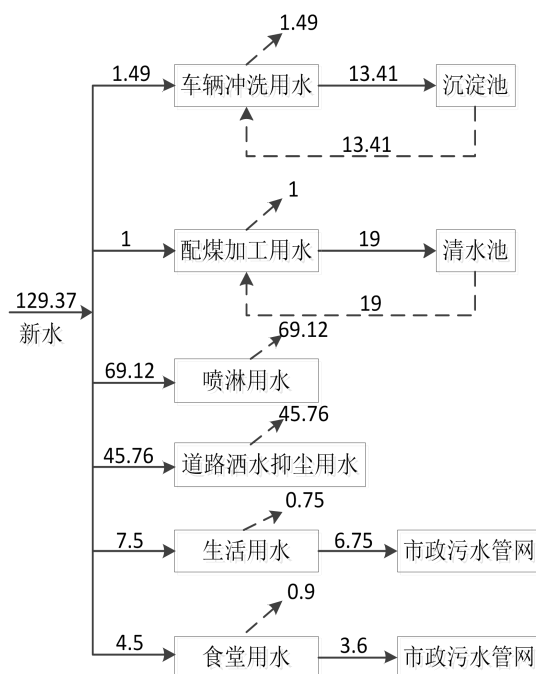 1.49
1.49
车辆冲洗用水
13.41
沉淀池
13.41
1
1
配煤加工用水
19
清水池
19
129.37
新水
69.12
69.12
喷淋用水
45.76
45.76
道路洒水抑尘用水
0.75
7.5
生活用水
6.75
市政污水管网
0.9
4.5
食堂用水
3.6
市政污水管网